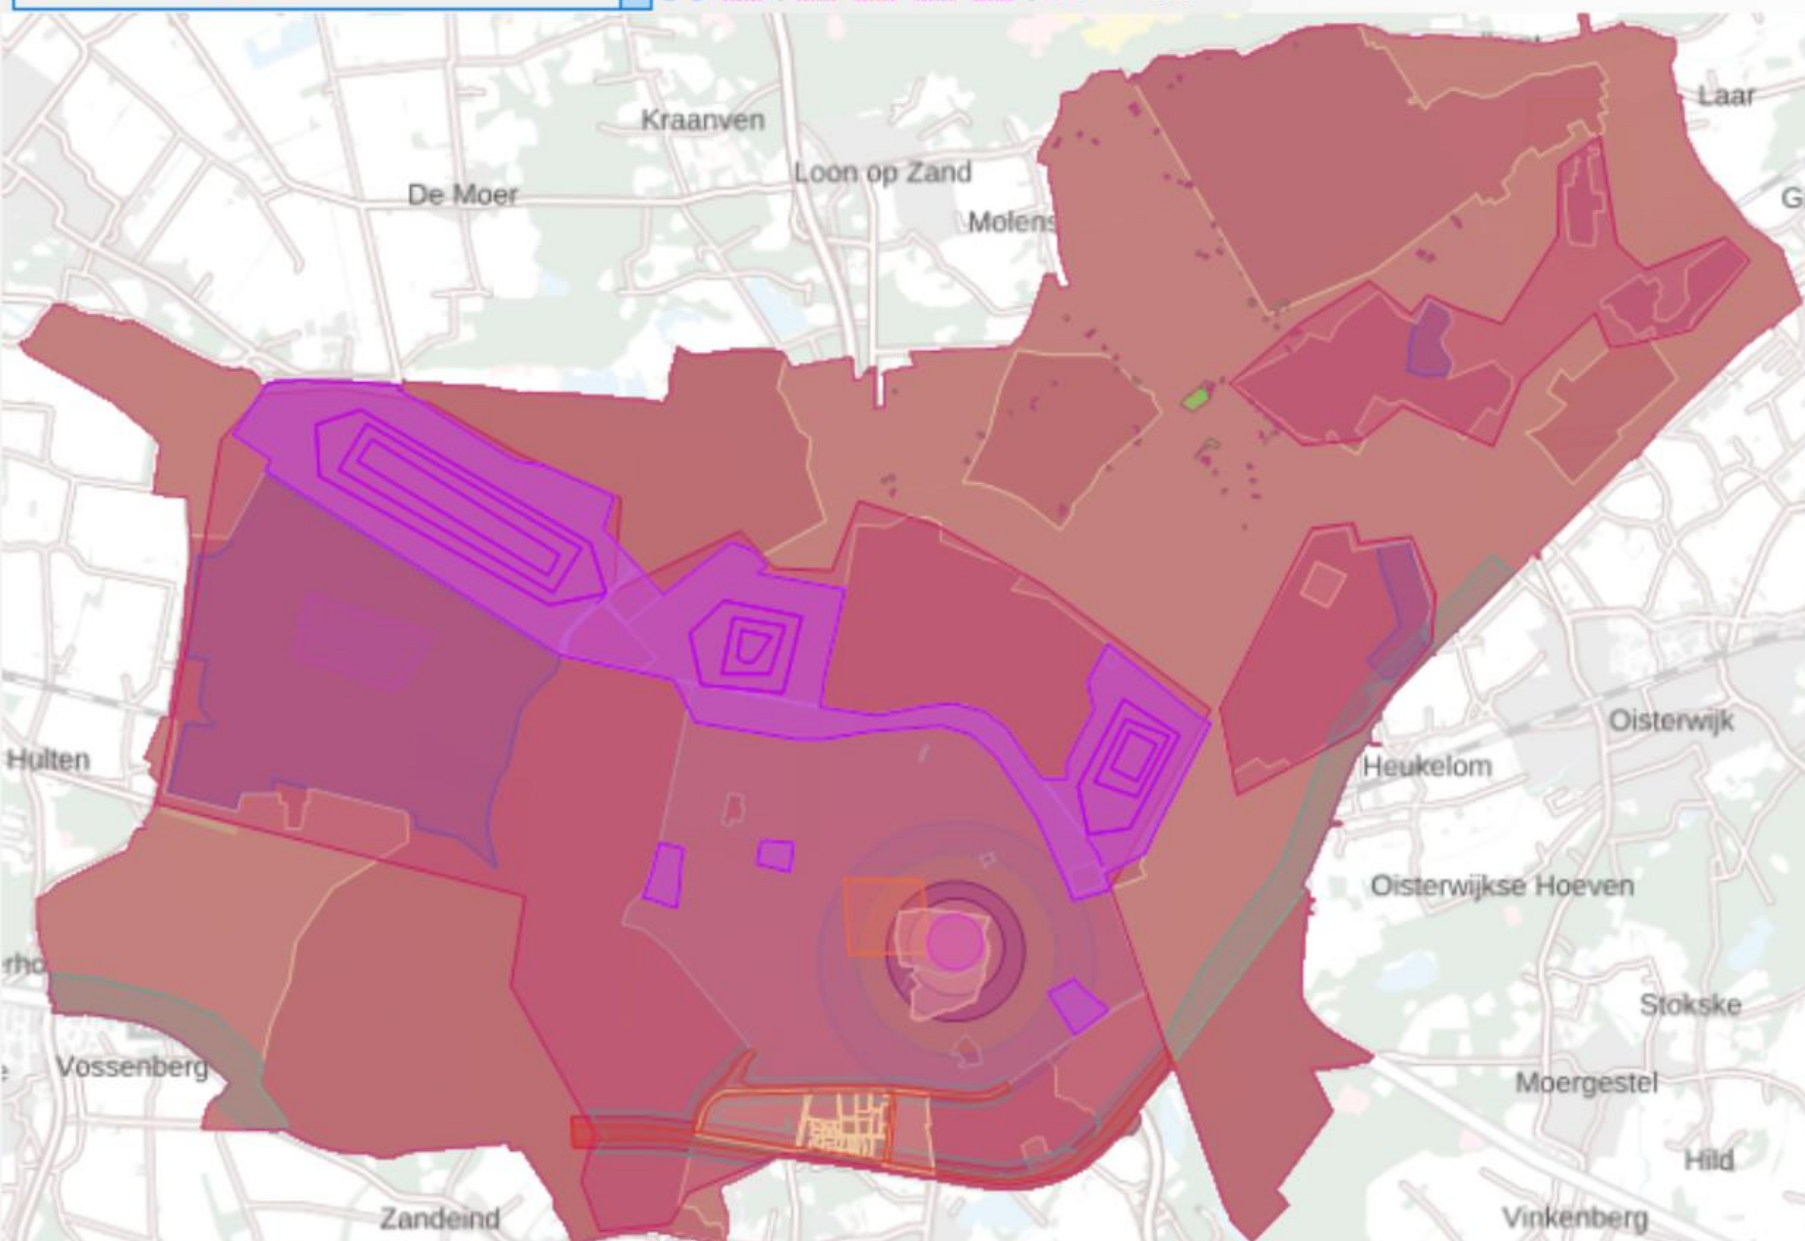 Laar
Kraanven
Loon op Zand
De Moer
G
Molens
Oisterwijk
Hulten
Heukelom
Oisterwijkse Hoeven
rho
Stokske
Vossenberg
Moergestel
Hild
Zandeind
Vinkenberg